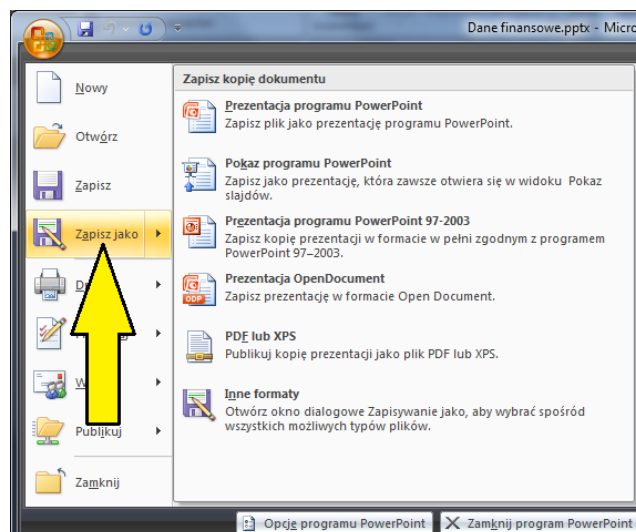 Dane finansowe.pptx - Micro
Nowy
Otwórz
Zapisz
Zapisz jako
Publikuj
Zamknij
Zapisz kopię dokumentu
Prezentacja programu PowerPoint
Zapisz plik jako prezentację programu PowerPoint.
Pokaz programu PowerPoint
Zapisz jako prezentację, która zawsze otwiera się w widoku Pokaz
slajdów.
Prezentacja programu PowerPoint 97-2003
Zapisz kopię prezentacji w formacie w pełni zgodnym z programem
PowerPoint 97–2003.
Prezentacja OpenDocument
Zapisz prezentację w formacie Open Document.
ODP
PDF lub XPS
Publikuj kopię prezentacji jako plik PDF lub XPS.
Inne formaty
Otwórz okno dialogowe Zapisywanie jako, aby wybrać spośród
wszystkich możliwych typów plików.
Opcje programu PowerPoint
Zamknij program PowerPoint